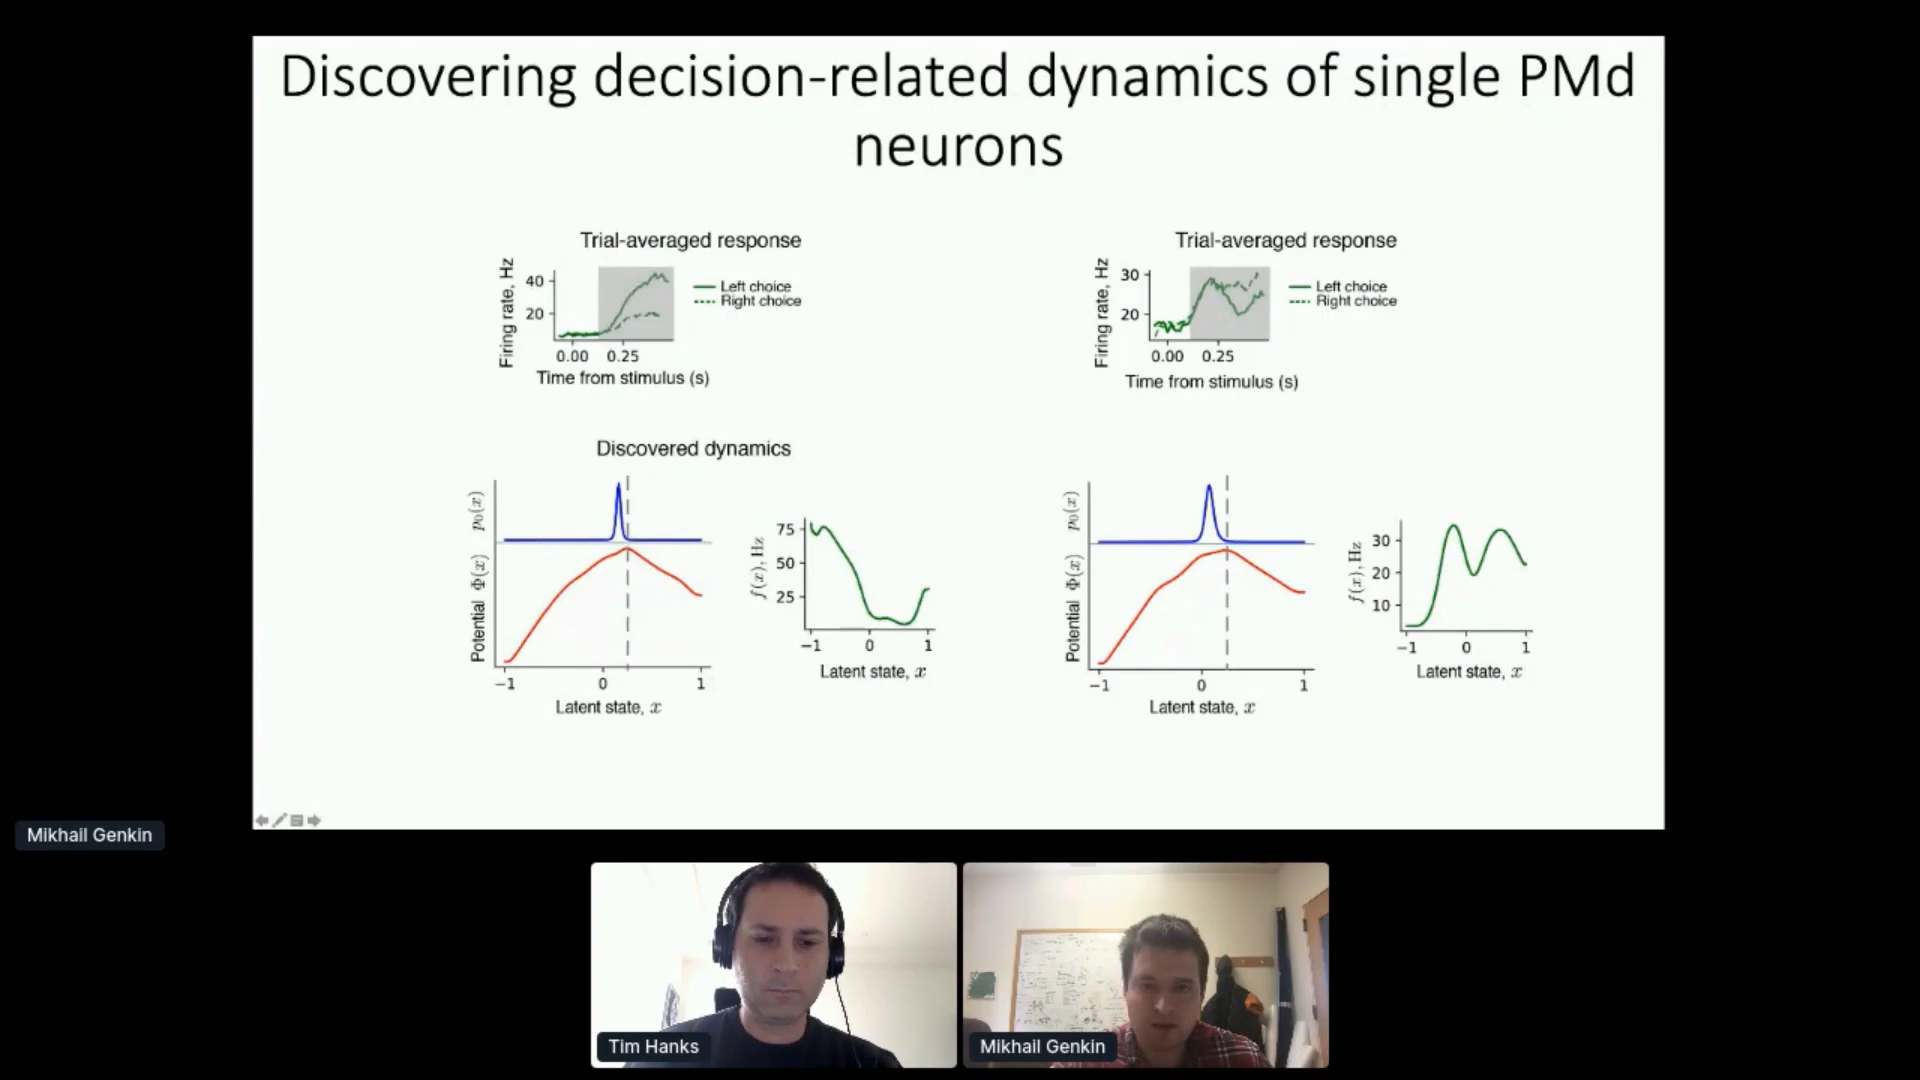 Discovering decision-related dynamics of single PMd
neurons
Trial-averaged response
Firing rate, Hz
40
20
0.00 0.25
Time from stimulus (s)
Left choice
Right choice
Trial-averaged response
Firing rate, Hz
30
20
0.00 0.25
Time from stimulus (s)
Left choice
Right choice
Discovered dynamics
p₀(x)
Potential Φ(x)
−1 0 1
Latent state, x
f(x), Hz
75
50
25
−1 0 1
Latent state, x
p₀(x)
Potential Φ(x)
−1 0 1
Latent state, x
f(x), Hz
30
20
10
−1 0 1
Latent state, x
Mikhail Genkin
Tim Hanks
Mikhail Genkin